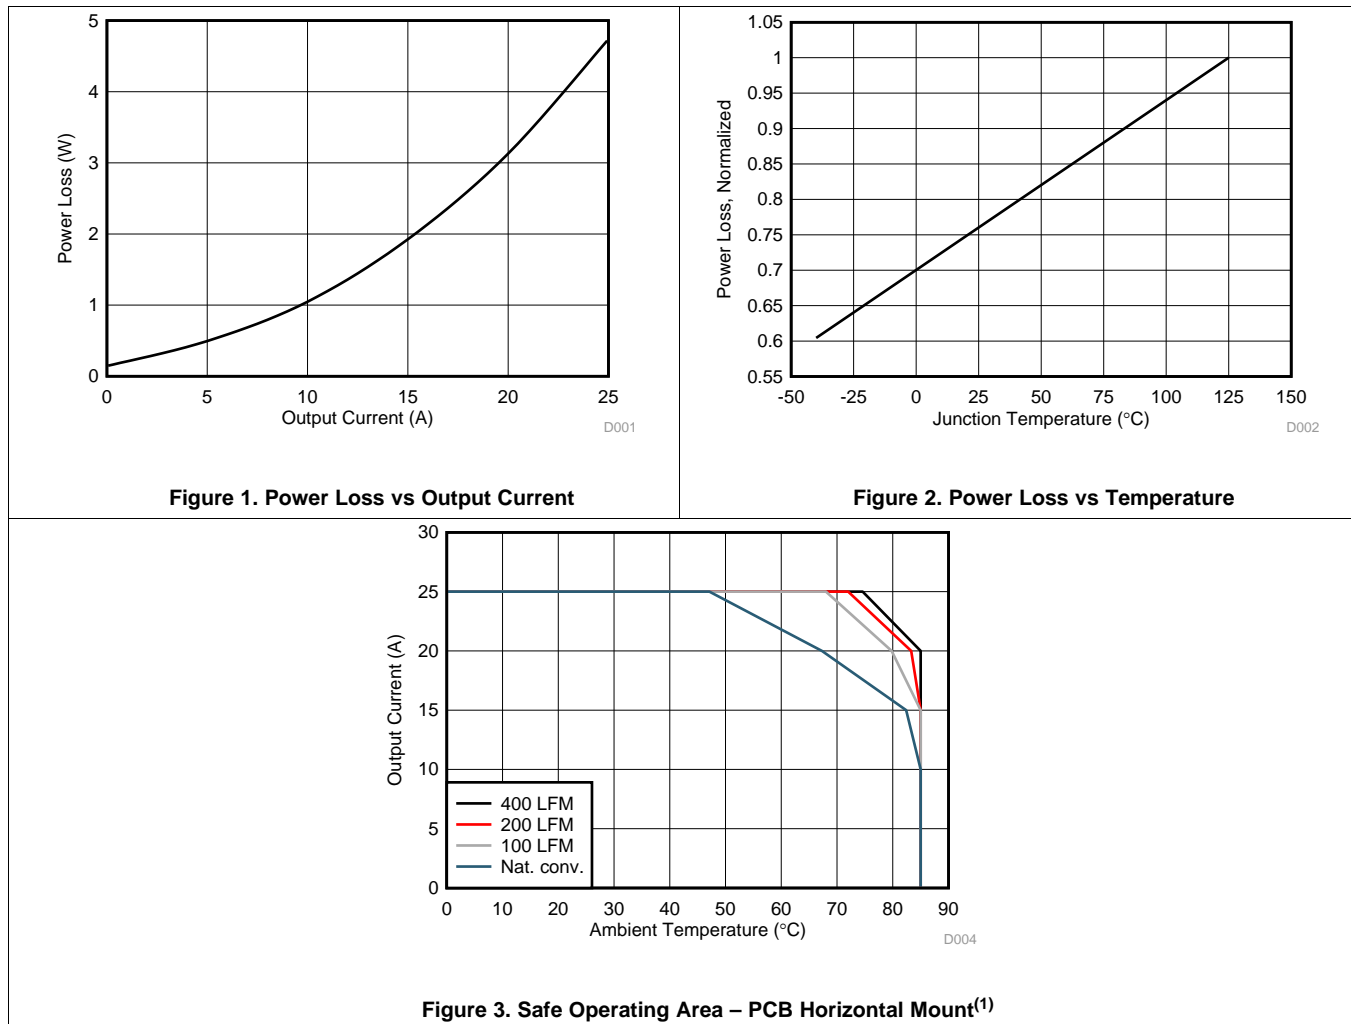 5
4
3
2
1
0
Power Loss (W)
0 5 10 15 20 25
Output Current (A)
D001
Figure 1. Power Loss vs Output Current
1.05
1
0.95
0.9
0.85
0.8
0.75
0.7
0.65
0.6
0.55
Power Loss, Normalized
-50 -25 0 25 50 75 100 125 150
Junction Temperature (°C)
D002
Figure 2. Power Loss vs Temperature
30
25
20
15
10
5
0
Output Current (A)
400 LFM
200 LFM
100 LFM
Nat. conv.
0 10 20 30 40 50 60 70 80 90
Ambient Temperature (°C)
D004
Figure 3. Safe Operating Area – PCB Horizontal Mount(1)